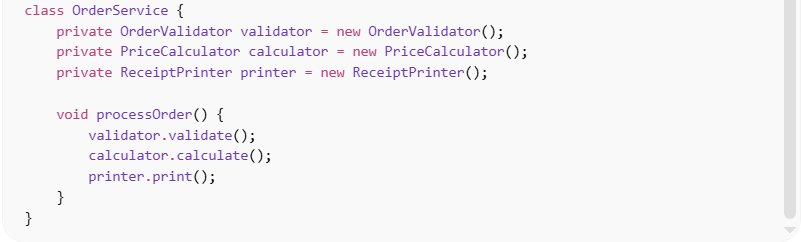 class OrderService {
    private OrderValidator validator = new OrderValidator();
    private PriceCalculator calculator = new PriceCalculator();
    private ReceiptPrinter printer = new ReceiptPrinter();

    void processOrder() {
        validator.validate();
        calculator.calculate();
        printer.print();
    }
}